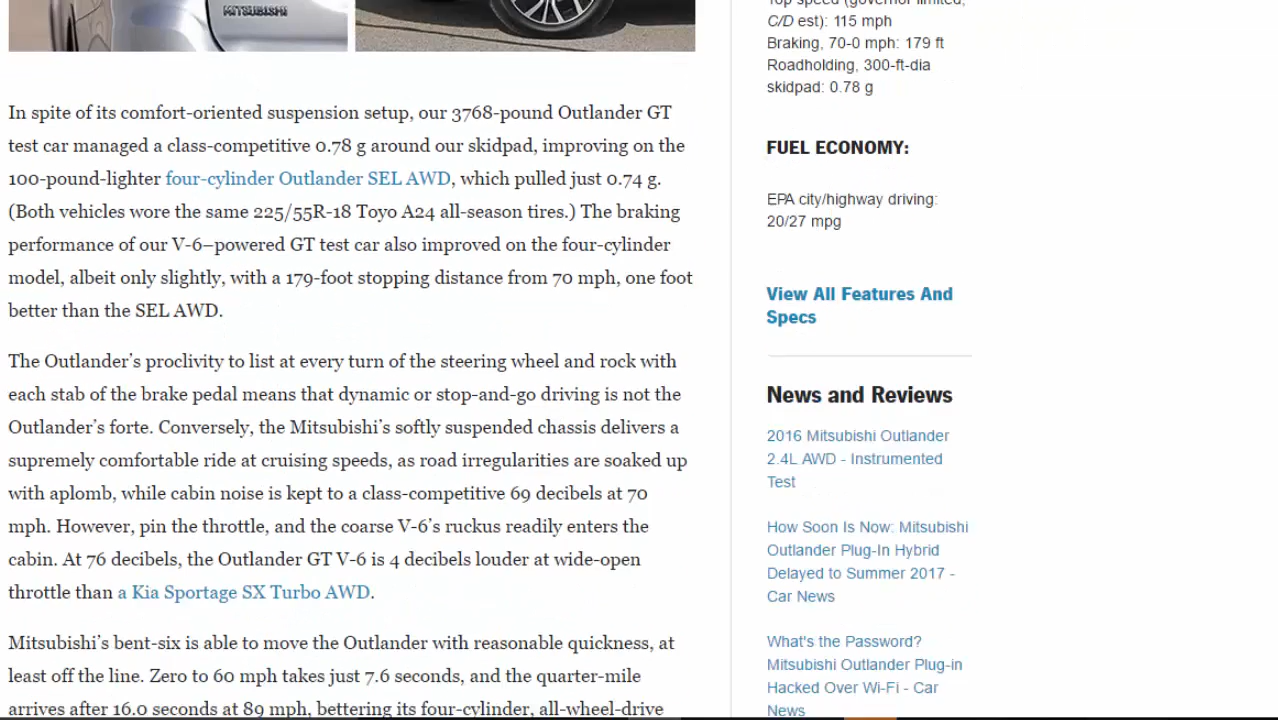 MITSUBISHI
In spite of its comfort-oriented suspension setup, our 3768-pound Outlander GT
test car managed a class-competitive 0.78 g around our skidpad, improving on the
100-pound-lighter four-cylinder Outlander SEL AWD, which pulled just 0.74 g.
(Both vehicles wore the same 225/55R-18 Toyo A24 all-season tires.) The braking
performance of our V-6–powered GT test car also improved on the four-cylinder
model, albeit only slightly, with a 179-foot stopping distance from 70 mph, one foot
better than the SEL AWD.
The Outlander’s proclivity to list at every turn of the steering wheel and rock with
each stab of the brake pedal means that dynamic or stop-and-go driving is not the
Outlander’s forte. Conversely, the Mitsubishi’s softly suspended chassis delivers a
supremely comfortable ride at cruising speeds, as road irregularities are soaked up
with aplomb, while cabin noise is kept to a class-competitive 69 decibels at 70
mph. However, pin the throttle, and the coarse V-6’s ruckus readily enters the
cabin. At 76 decibels, the Outlander GT V-6 is 4 decibels louder at wide-open
throttle than a Kia Sportage SX Turbo AWD.
Mitsubishi’s bent-six is able to move the Outlander with reasonable quickness, at
least off the line. Zero to 60 mph takes just 7.6 seconds, and the quarter-mile
arrives after 16.0 seconds at 89 mph, bettering its four-cylinder, all-wheel-drive
Top speed (governor limited,
C/D est): 115 mph
Braking, 70-0 mph: 179 ft
Roadholding, 300-ft-dia
skidpad: 0.78 g
FUEL ECONOMY:
EPA city/highway driving:
20/27 mpg
View All Features And
Specs
News and Reviews
2016 Mitsubishi Outlander
2.4L AWD - Instrumented
Test
How Soon Is Now: Mitsubishi
Outlander Plug-In Hybrid
Delayed to Summer 2017 -
Car News
What's the Password?
Mitsubishi Outlander Plug-in
Hacked Over Wi-Fi - Car
News